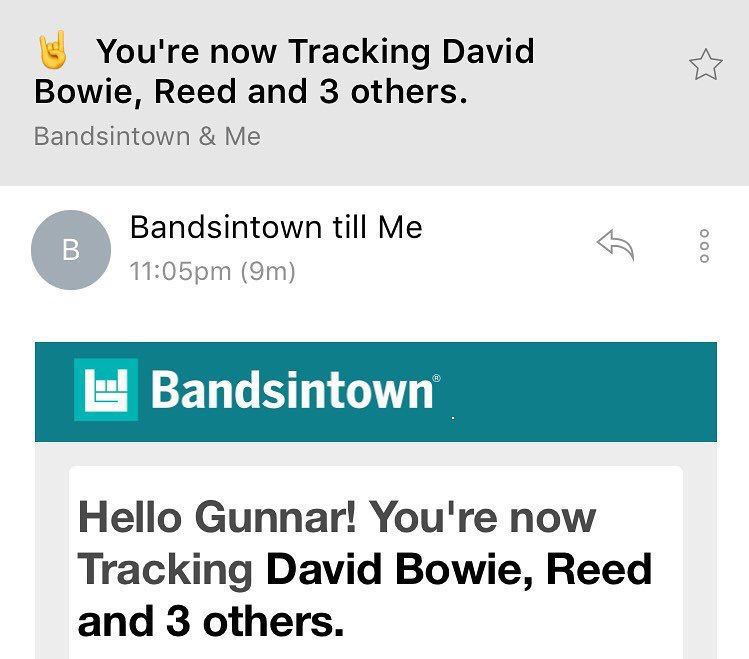 🤘 You're now Tracking David
Bowie, Reed and 3 others.
Bandsintown & Me
B
Bandsintown till Me
11:05pm (9m)
Bandsintown®
Hello Gunnar! You're now
Tracking David Bowie, Reed
and 3 others.